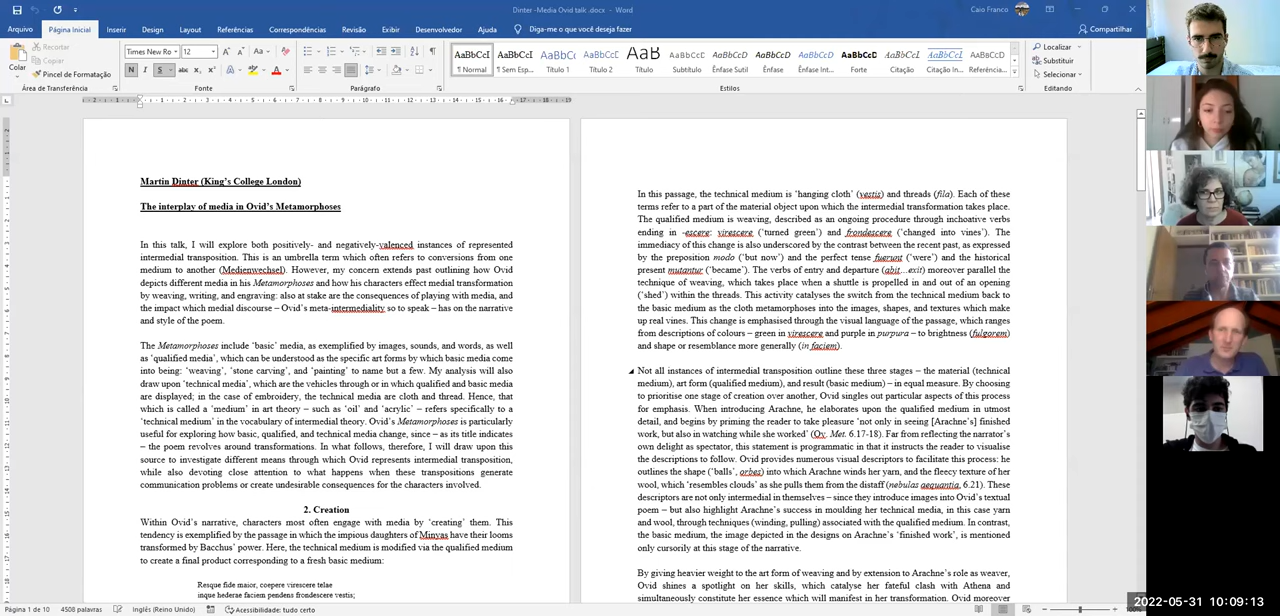 Dinter -Media Ovid talk .docx - Word
Caio Franco
Arquivo Página Inicial Inserir Design Layout Referências Correspondências Revisão Exibir Desenvolvedor Ajuda Diga-me o que você deseja fazer Compartilhar
Colar
Recortar
Copiar
Pincel de Formatação
Área de Transferência
Times New Ro 12
N I S
Fonte
Parágrafo
AaBbCcI AaBbCcI AaBbC AaBbCcI AaB AaBbCcD AaBbCcD AaBbCcD AaBbCcD AaBbCcD AaBbCcD AaBbCcI AaBbCcD
¶ Normal ¶ Sem Esp... Título 1 Título 2 Título Subtítulo Ênfase Sutil Ênfase Ênfase Int... Forte Citação Citação In... Referência...
Estilos
Localizar
Substituir
Selecionar
Editando
Martin Dinter (King's College London)
The interplay of media in Ovid's Metamorphoses
In this talk, I will explore both positively- and negatively-valenced instances of represented
intermedial transposition. This is an umbrella term which often refers to conversions from one
medium to another (Medienwechsel). However, my concern extends past outlining how Ovid
depicts different media in his Metamorphoses and how his characters effect medial transformation
by weaving, writing, and engraving: also at stake are the consequences of playing with media, and
the impact which medial discourse – Ovid's meta-intermediality so to speak – has on the narrative
and style of the poem.
The Metamorphoses include 'basic' media, as exemplified by images, sounds, and words, as well
as 'qualified media', which can be understood as the specific art forms by which basic media come
into being: 'weaving', 'stone carving', and 'painting' to name but a few. My analysis will also
draw upon 'technical media', which are the vehicles through or in which qualified and basic media
are displayed; in the case of embroidery, the technical media are cloth and thread. Hence, that
which is called a 'medium' in art theory – such as 'oil' and 'acrylic' – refers specifically to a
'technical medium' in the vocabulary of intermedial theory. Ovid's Metamorphoses is particularly
useful for exploring how basic, qualified, and technical media change, since – as its title indicates
– the poem revolves around transformations. In what follows, therefore, I will draw upon this
source to investigate different means through which Ovid represents intermedial transposition,
while also devoting close attention to what happens when these transpositions generate
communication problems or create undesirable consequences for the characters involved.
2. Creation
Within Ovid's narrative, characters most often engage with media by 'creating' them. This
tendency is exemplified by the passage in which the impious daughters of Minyas have their looms
transformed by Bacchus' power. Here, the technical medium is modified via the qualified medium
to create a final product corresponding to a fresh basic medium:
Resque fide maior, coepere virescere telae
inque hederae faciem pendens frondescere vestis;
In this passage, the technical medium is 'hanging cloth' (vestis) and threads (fila). Each of these
terms refer to a part of the material object upon which the intermedial transformation takes place.
The qualified medium is weaving, described as an ongoing procedure through inchoative verbs
ending in -escere: virescere ('turned green') and frondescere ('changed into vines'). The
immediacy of this change is also underscored by the contrast between the recent past, as expressed
by the preposition modo ('but now') and the perfect tense fuerunt ('were') and the historical
present mutantur ('became'). The verbs of entry and departure (abit…exit) moreover parallel the
technique of weaving, which takes place when a shuttle is propelled in and out of an opening
('shed') within the threads. This activity catalyses the switch from the technical medium back to
the basic medium as the cloth metamorphoses into the images, shapes, and textures which make
up real vines. This change is emphasised through the visual language of the passage, which ranges
from descriptions of colours – green in virescere and purple in purpura – to brightness (fulgorem)
and shape or resemblance more generally (in faciem).
Not all instances of intermedial transposition outline these three stages – the material (technical
medium), art form (qualified medium), and result (basic medium) – in equal measure. By choosing
to prioritise one stage of creation over another, Ovid singles out particular aspects of this process
for emphasis. When introducing Arachne, he elaborates upon the qualified medium in utmost
detail, and begins by priming the reader to take pleasure 'not only in seeing [Arachne's] finished
work, but also in watching while she worked' (Ov. Met. 6.17-18). Far from reflecting the narrator's
own delight as spectator, this statement is programmatic in that it instructs the reader to visualise
the descriptions to follow. Ovid provides numerous visual descriptors to facilitate this process: he
outlines the shape ('balls', orbes) into which Arachne winds her yarn, and the fleecy texture of her
wool, which 'resembles clouds' as she pulls them from the distaff (nebulas aequantia, 6.21). These
descriptors are not only intermedial in themselves – since they introduce images into Ovid's textual
poem – but also highlight Arachne's success in moulding her technical media, in this case yarn
and wool, through techniques (winding, pulling) associated with the qualified medium. In contrast,
the basic medium, the image depicted in the designs on Arachne's 'finished work', is mentioned
only cursorily at this stage of the narrative.
By giving heavier weight to the art form of weaving and by extension to Arachne's role as weaver,
Ovid shines a spotlight on her skills, which catalyse her fateful clash with Athena and
simultaneously constitute her essence which will manifest in her transformation. Ovid moreover
Página 1 de 10 4508 palavras Inglês (Reino Unido) Acessibilidade: tudo certo
2022-05-31 10:09:13